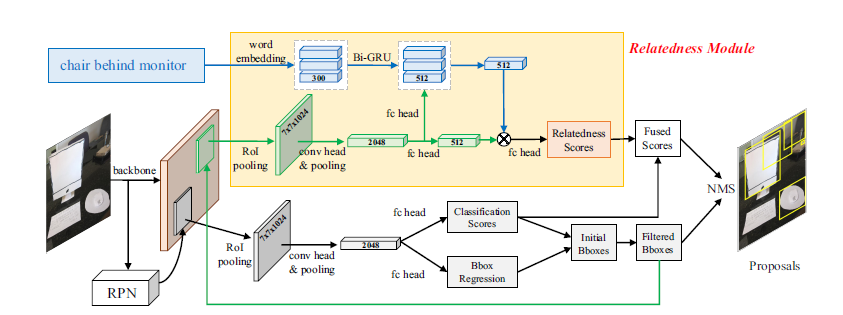 Relatedness Module
word
embedding
Bi-GRU
chair behind monitor
300
512
512
fc head
7x7x1024
RoI
pooling
conv head
& pooling
2048
fc head
512
fc head
Relatedness
Scores
Fused
Scores
backbone
NMS
RoI
pooling
7x7x1024
conv head
& pooling
2048
fc head
Classification
Scores
fc head
Bbox
Regression
Initial
Bboxes
Filtered
Bboxes
Proposals
RPN